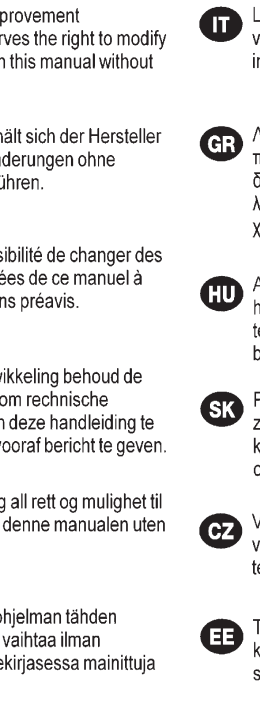 provement
rves the right to modify
n this manual without
hält sich der Hersteller
nderungen ohne
ühren.
sibilité de changer des
ées de ce manuel à
ns préavis.
wikkeling behoud de
om rechnische
n deze handleiding te
vooraf bericht te geven.
g all rett og mulighet til
denne manualen uten
ohjelman tähden
vaihtaa ilman
ekirjasessa mainittuja
IT
GR
HU
SK
CZ
EE